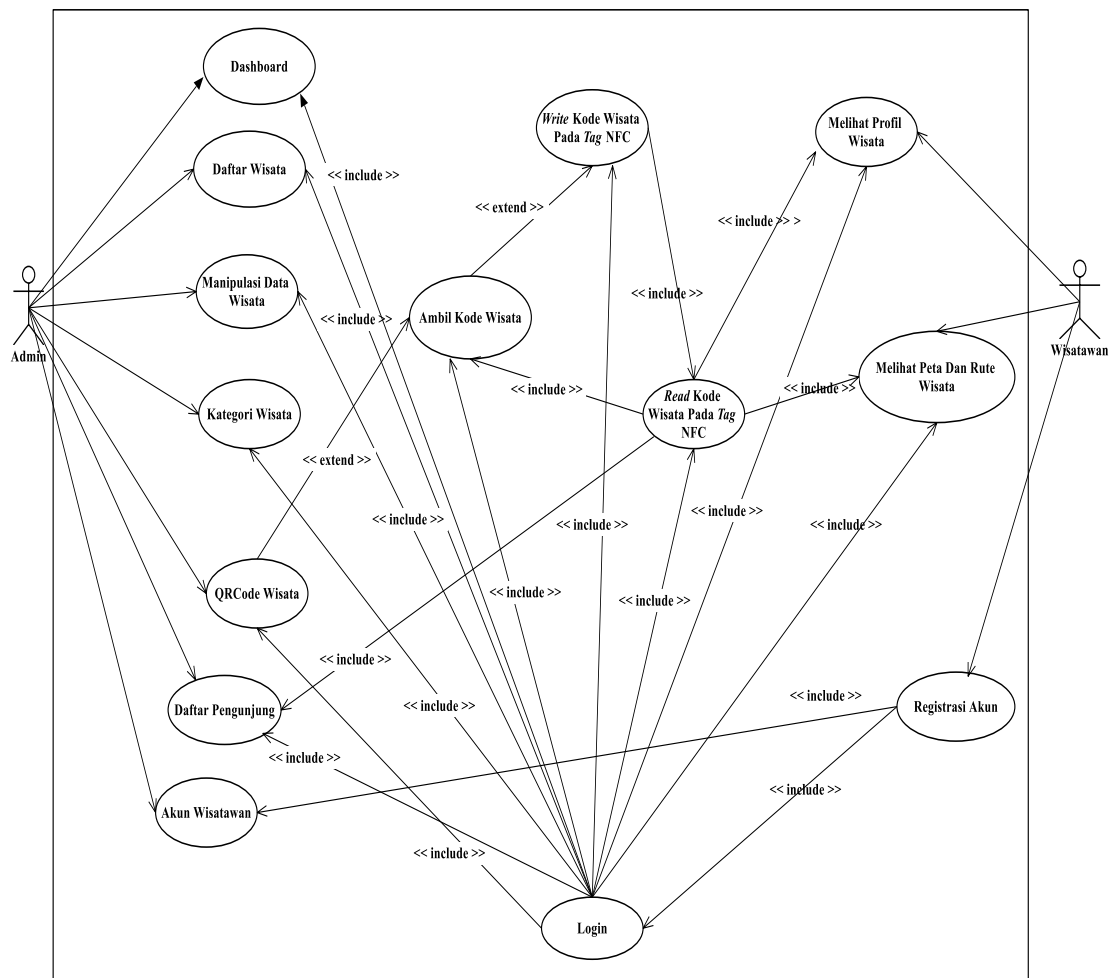 Dashboard
Write Kode Wisata
Pada Tag NFC
Melihat Profil
Wisata
Daftar Wisata
<< include >>
<< extend >>
<< include >> >
Manipulasi Data
Wisata
<< include >>
<< include >>
Ambil Kode Wisata
Admin
Wisatawan
Melihat Peta Dan Rute
Wisata
<< include >>
<< include >>
Read Kode
Wisata Pada Tag
NFC
Kategori Wisata
<< extend >>
<< include >>
<< include >>
<< include >>
<< include >>
QRCode Wisata
<< include >>
<< include >>
<< include >>
<< include >>
Daftar Pengunjung
Registrasi Akun
<< include >>
<< include >>
<< include >>
Akun Wisatawan
<< include >>
Login